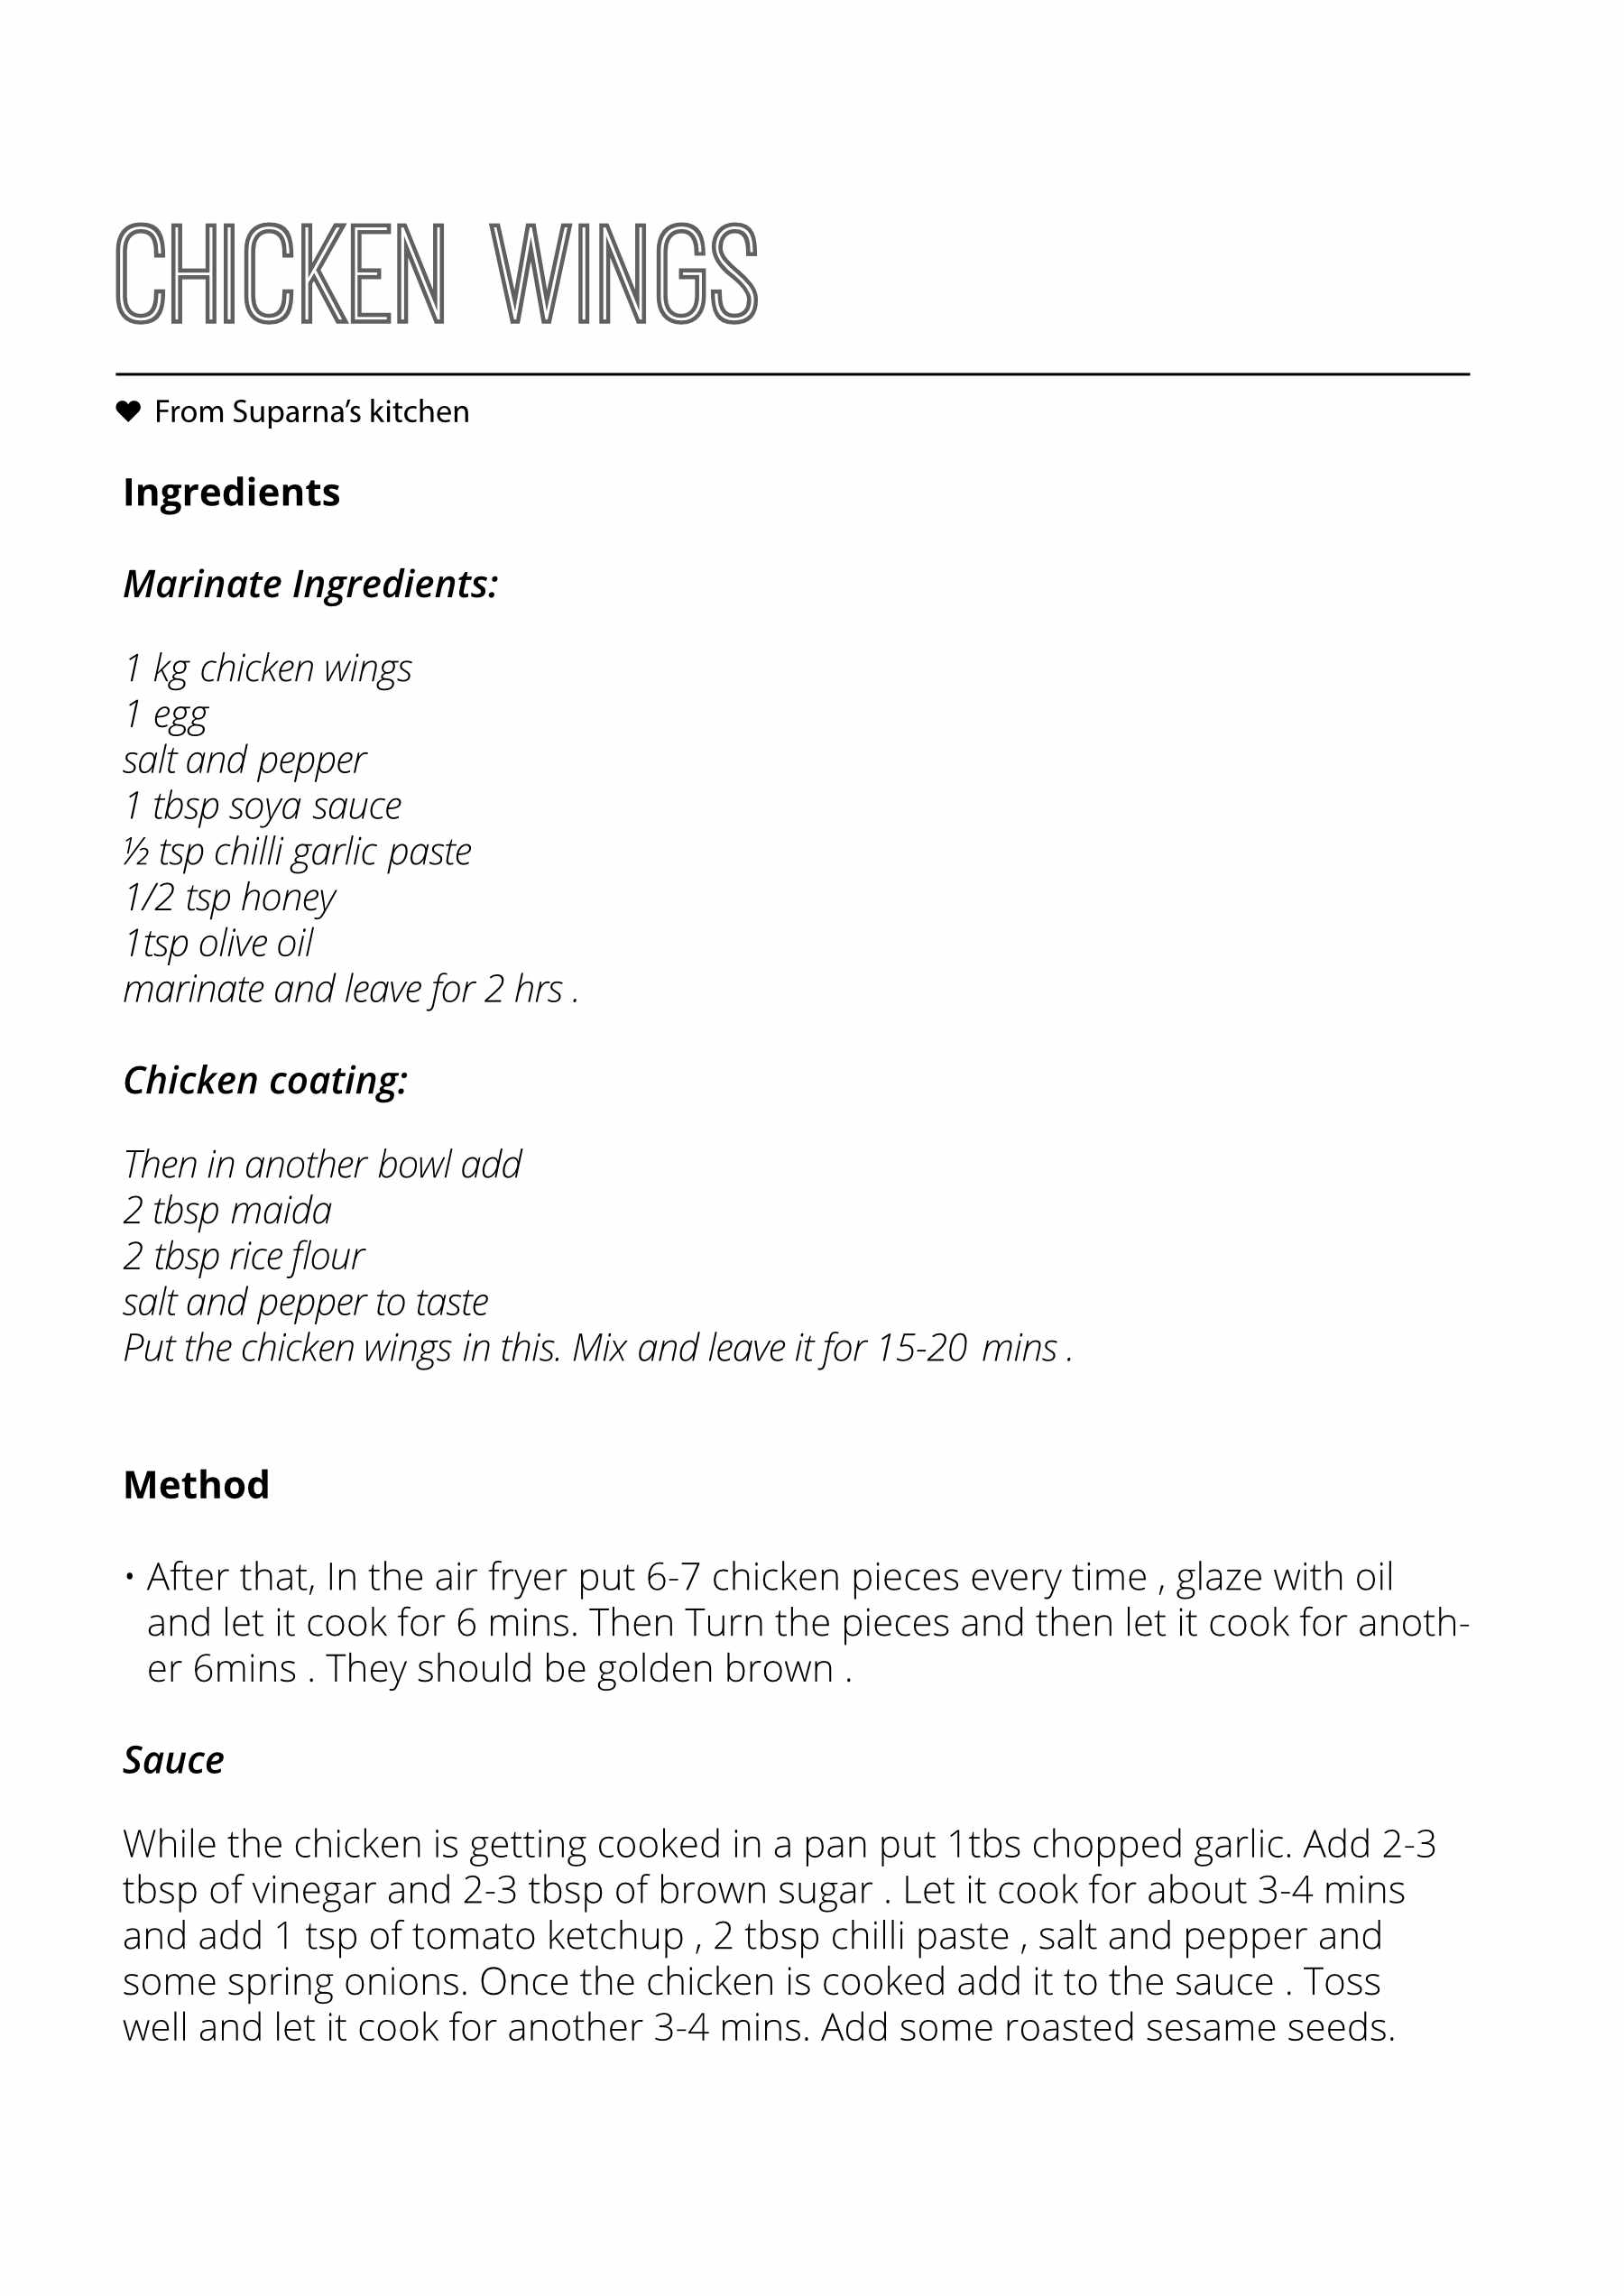 CHICKEN WINGS
♥ From Suparna’s kitchen
Ingredients
Marinate Ingredients:
1 kg chicken wings
1 egg
salt and pepper
1 tbsp soya sauce
½ tsp chilli garlic paste
1/2 tsp honey
1tsp olive oil
marinate and leave for 2 hrs .
Chicken coating:
Then in another bowl add
2 tbsp maida
2 tbsp rice flour
salt and pepper to taste
Put the chicken wings in this. Mix and leave it for 15-20 mins .
Method
• After that, In the air fryer put 6-7 chicken pieces every time , glaze with oil
and let it cook for 6 mins. Then Turn the pieces and then let it cook for anoth-
er 6mins . They should be golden brown .
Sauce
While the chicken is getting cooked in a pan put 1tbs chopped garlic. Add 2-3
tbsp of vinegar and 2-3 tbsp of brown sugar . Let it cook for about 3-4 mins
and add 1 tsp of tomato ketchup , 2 tbsp chilli paste , salt and pepper and
some spring onions. Once the chicken is cooked add it to the sauce . Toss
well and let it cook for another 3-4 mins. Add some roasted sesame seeds.